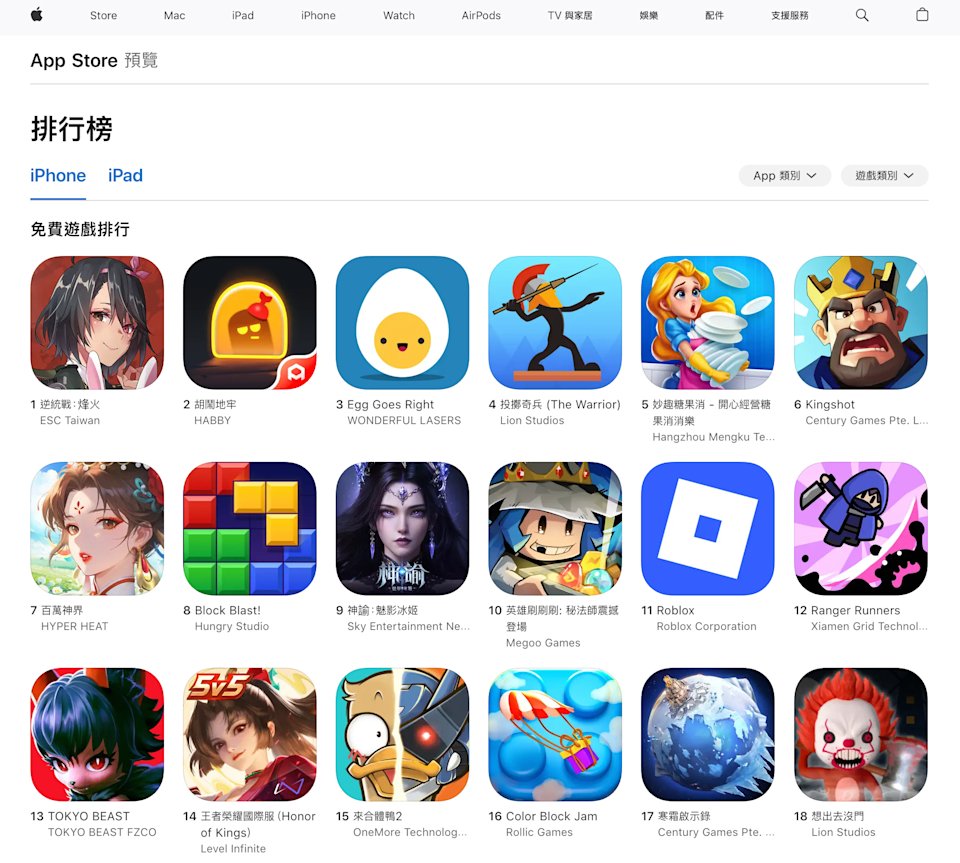 Store Mac iPad iPhone Watch AirPods TV 與家居 娛樂 配件 支援服務
App Store 預覽
排行榜
iPhone iPad App 類別 遊戲類別
免費遊戲排行
1 逆統戰：烽火
ESC Taiwan
2 胡鬧地牢
HABBY
3 Egg Goes Right
WONDERFUL LASERS
4 投擲奇兵 (The Warrior)
Lion Studios
5 妙趣糖果消 - 開心經營糖
果消消樂
Hangzhou Mengku Te...
6 Kingshot
Century Games Pte. L...
神諭
7 百萬神界
HYPER HEAT
8 Block Blast!
Hungry Studio
9 神諭：魅影冰姬
Sky Entertainment Ne...
10 英雄刷刷刷: 秘法師震撼
登場
Megoo Games
11 Roblox
Roblox Corporation
12 Ranger Runners
Xiamen Grid Technol...
5v5
13 TOKYO BEAST
TOKYO BEAST FZCO
14 王者榮耀國際服 (Honor
of Kings)
Level Infinite
15 來合體鴨2
OneMore Technolog...
16 Color Block Jam
Rollic Games
17 寒霜啟示錄
Century Games Pte. ...
18 想出去沒門
Lion Studios